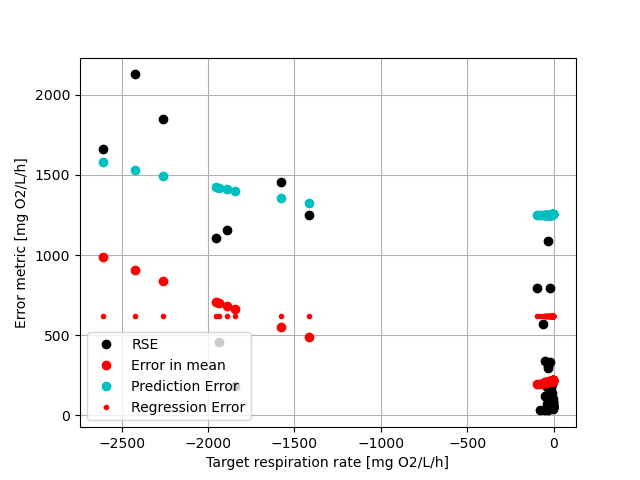 2000
1500
1000
500
0
Error metric [mg O2/L/h]
RSE
Error in mean
Prediction Error
Regression Error
−2500 −2000 −1500 −1000 −500 0
Target respiration rate [mg O2/L/h]